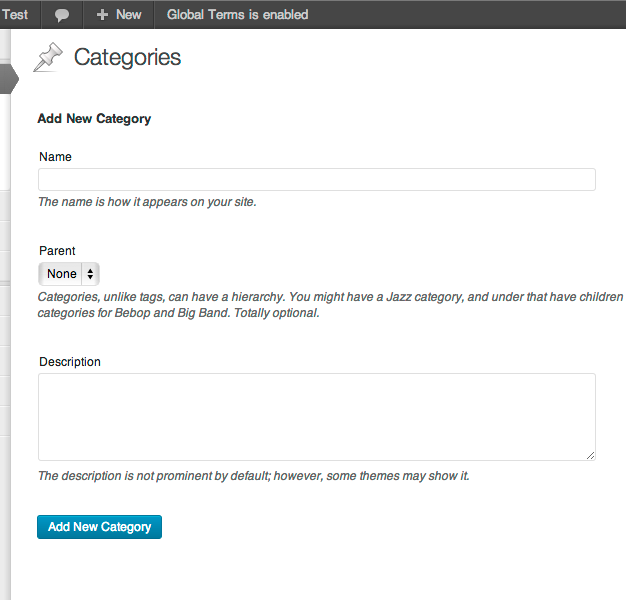 Test New Global Terms is enabled
Categories
Add New Category
Name
The name is how it appears on your site.
Parent
None
Categories, unlike tags, can have a hierarchy. You might have a Jazz category, and under that have children
categories for Bebop and Big Band. Totally optional.
Description
The description is not prominent by default; however, some themes may show it.
Add New Category